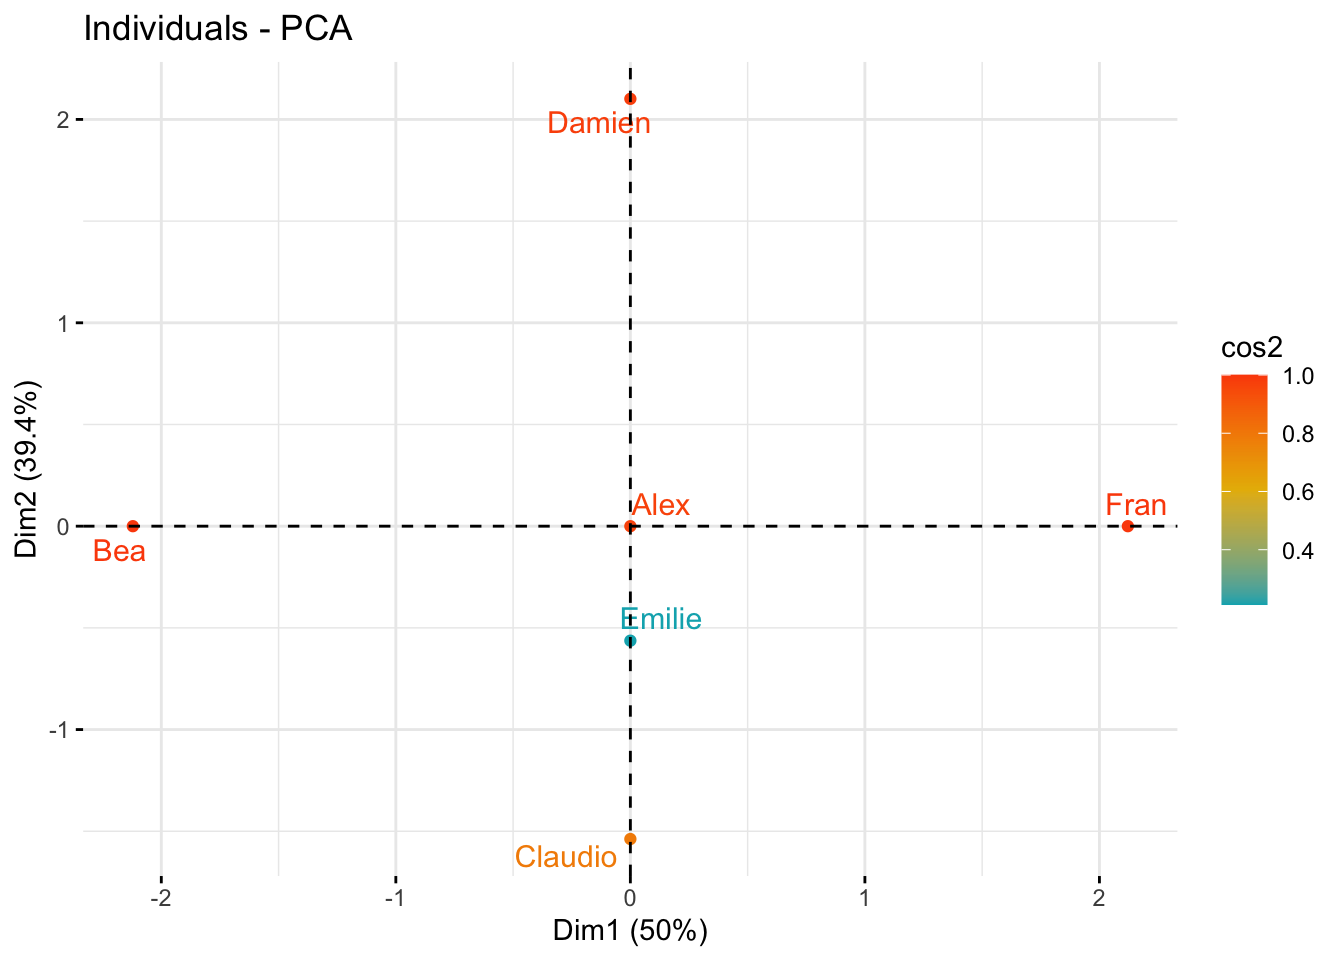 Individuals - PCA
Damien
Alex
Fran
Bea
Emilie
Claudio
2
1
0
-1
Dim2 (39.4%)
-2
-1
0
1
2
Dim1 (50%)
cos2
1.0
0.8
0.6
0.4